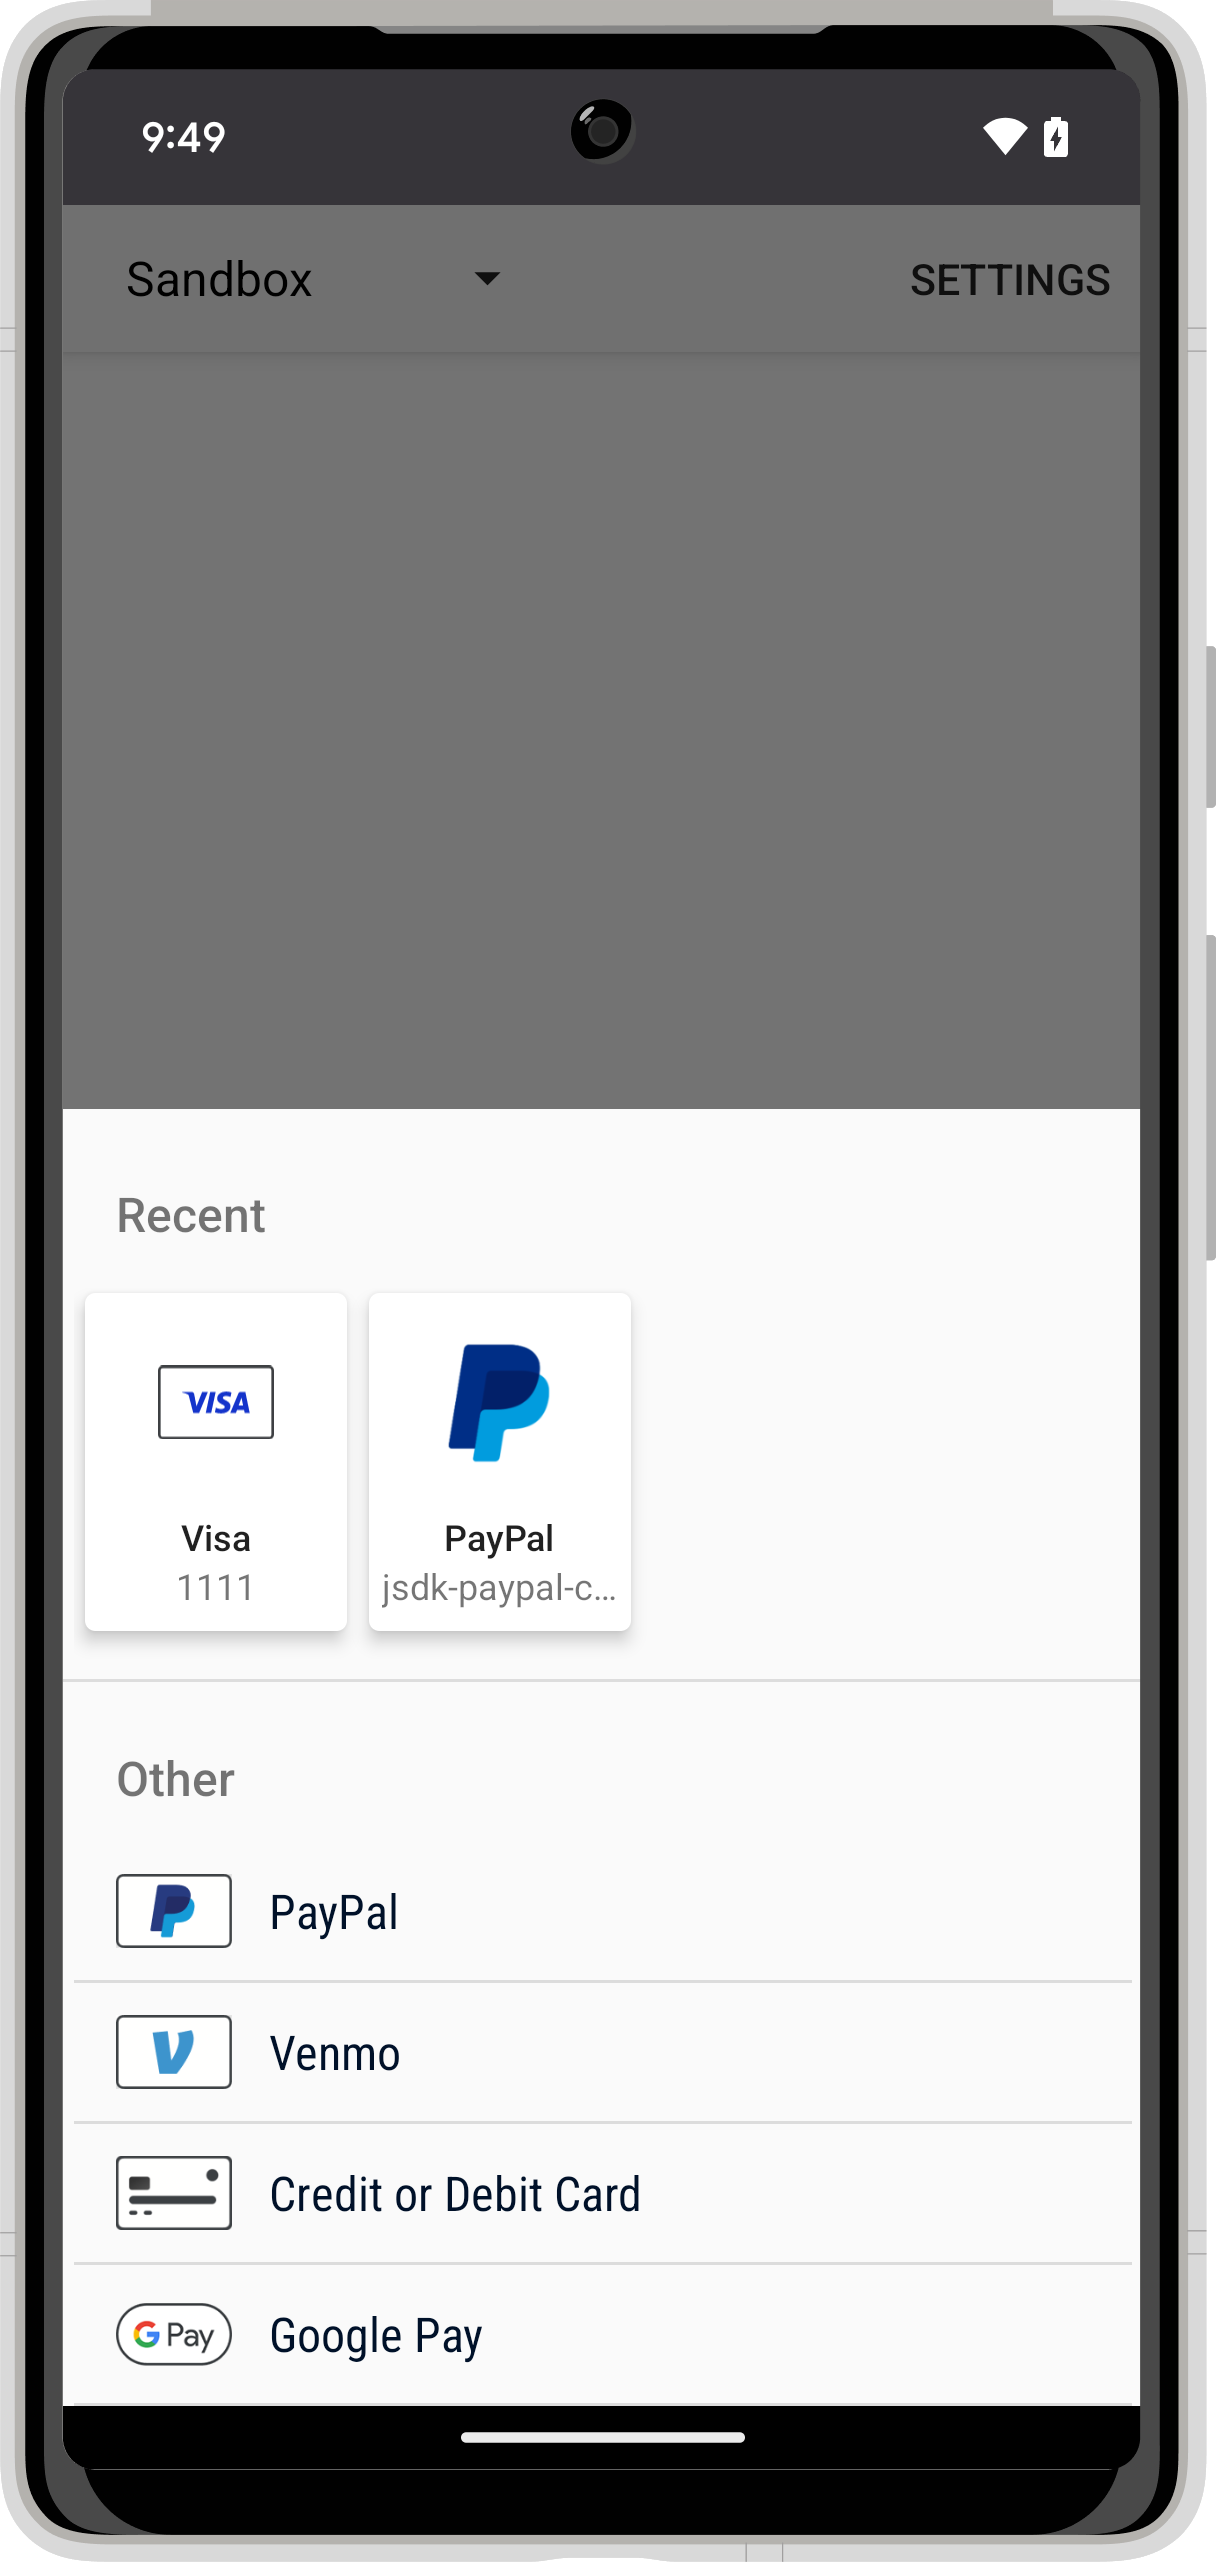 9:49
Sandbox
SETTINGS
Recent
VISA
Visa
1111
PayPal
jsdk-paypal-c...
Other
PayPal
Venmo
Credit or Debit Card
G Pay
Google Pay